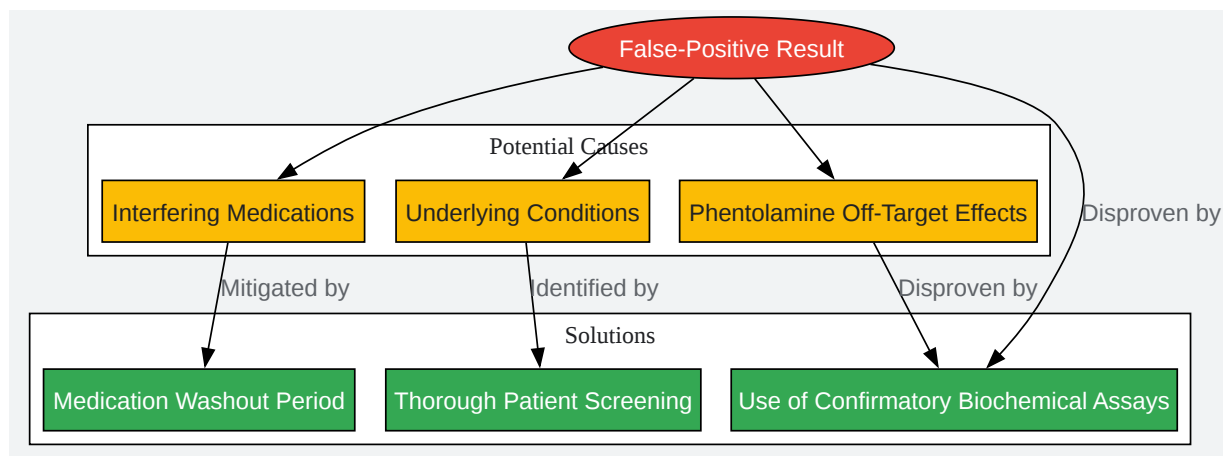 False-Positive Result
Potential Causes
Interfering Medications
Underlying Conditions
Phentolamine Off-Target Effects
Disproven by
Mitigated by
Identified by
Disproven by
Solutions
Medication Washout Period
Thorough Patient Screening
Use of Confirmatory Biochemical Assays